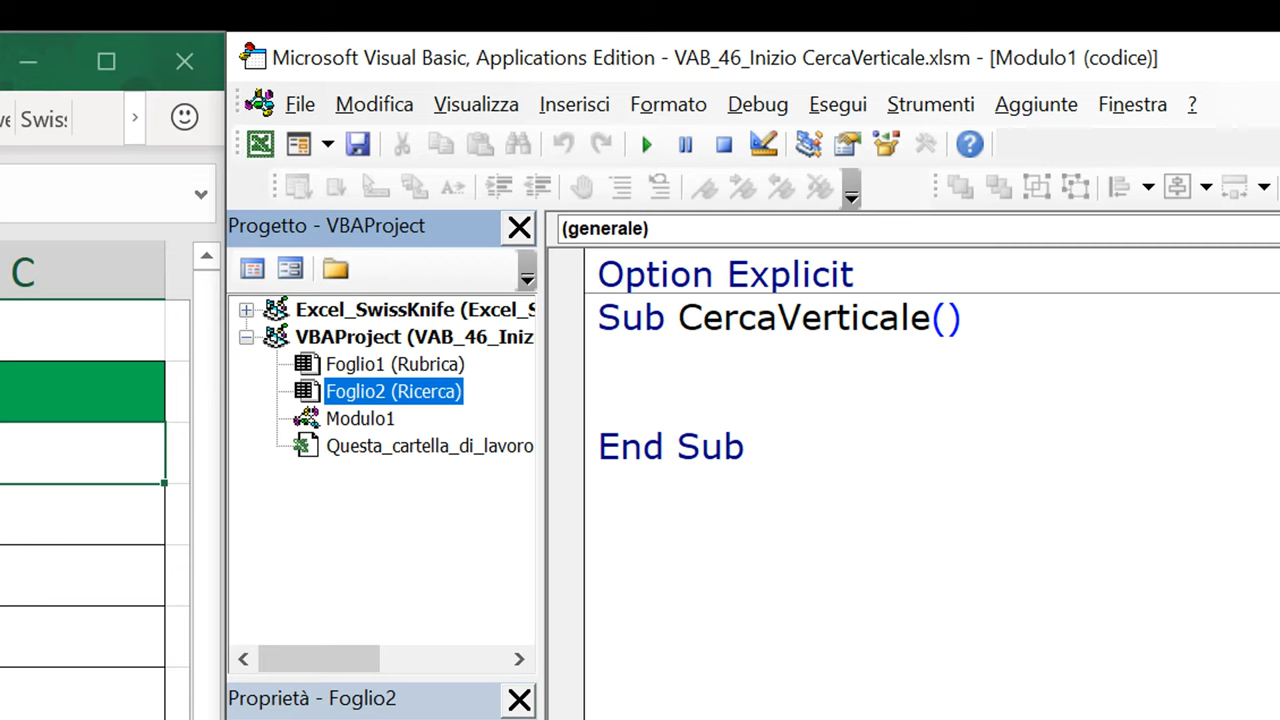 Microsoft Visual Basic, Applications Edition - VAB_46_Inizio CercaVerticale.xlsm - [Modulo1 (codice)]
File Modifica Visualizza Inserisci Formato Debug Esegui Strumenti Aggiunte Finestra ?
Swiss
Progetto - VBAProject
(generale)
C
Option Explicit
Excel_SwissKnife (Excel_S
Sub CercaVerticale()
VBAProject (VAB_46_Iniz
Foglio1 (Rubrica)
Foglio2 (Ricerca)
Modulo1
Questa_cartella_di_lavoro
End Sub
Proprietà - Foglio2